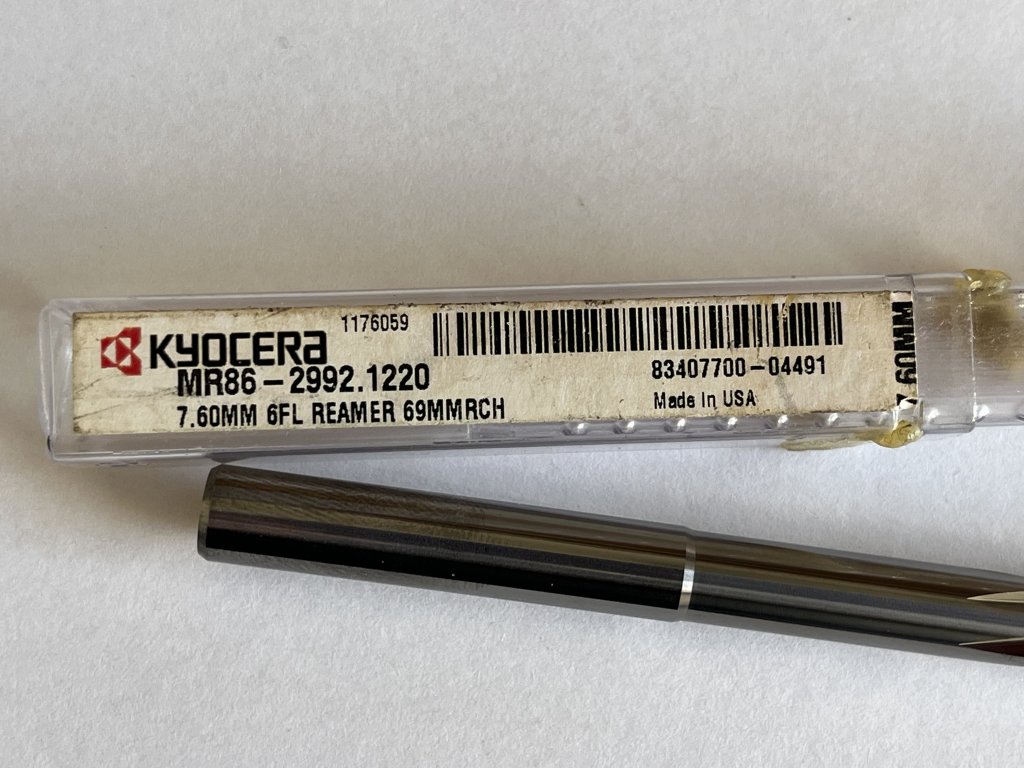 KYOCERA 1176059
MR86-2992.1220
7.60MM 6FL REAMER 69MMRCH
83407700-04491
Made In USA